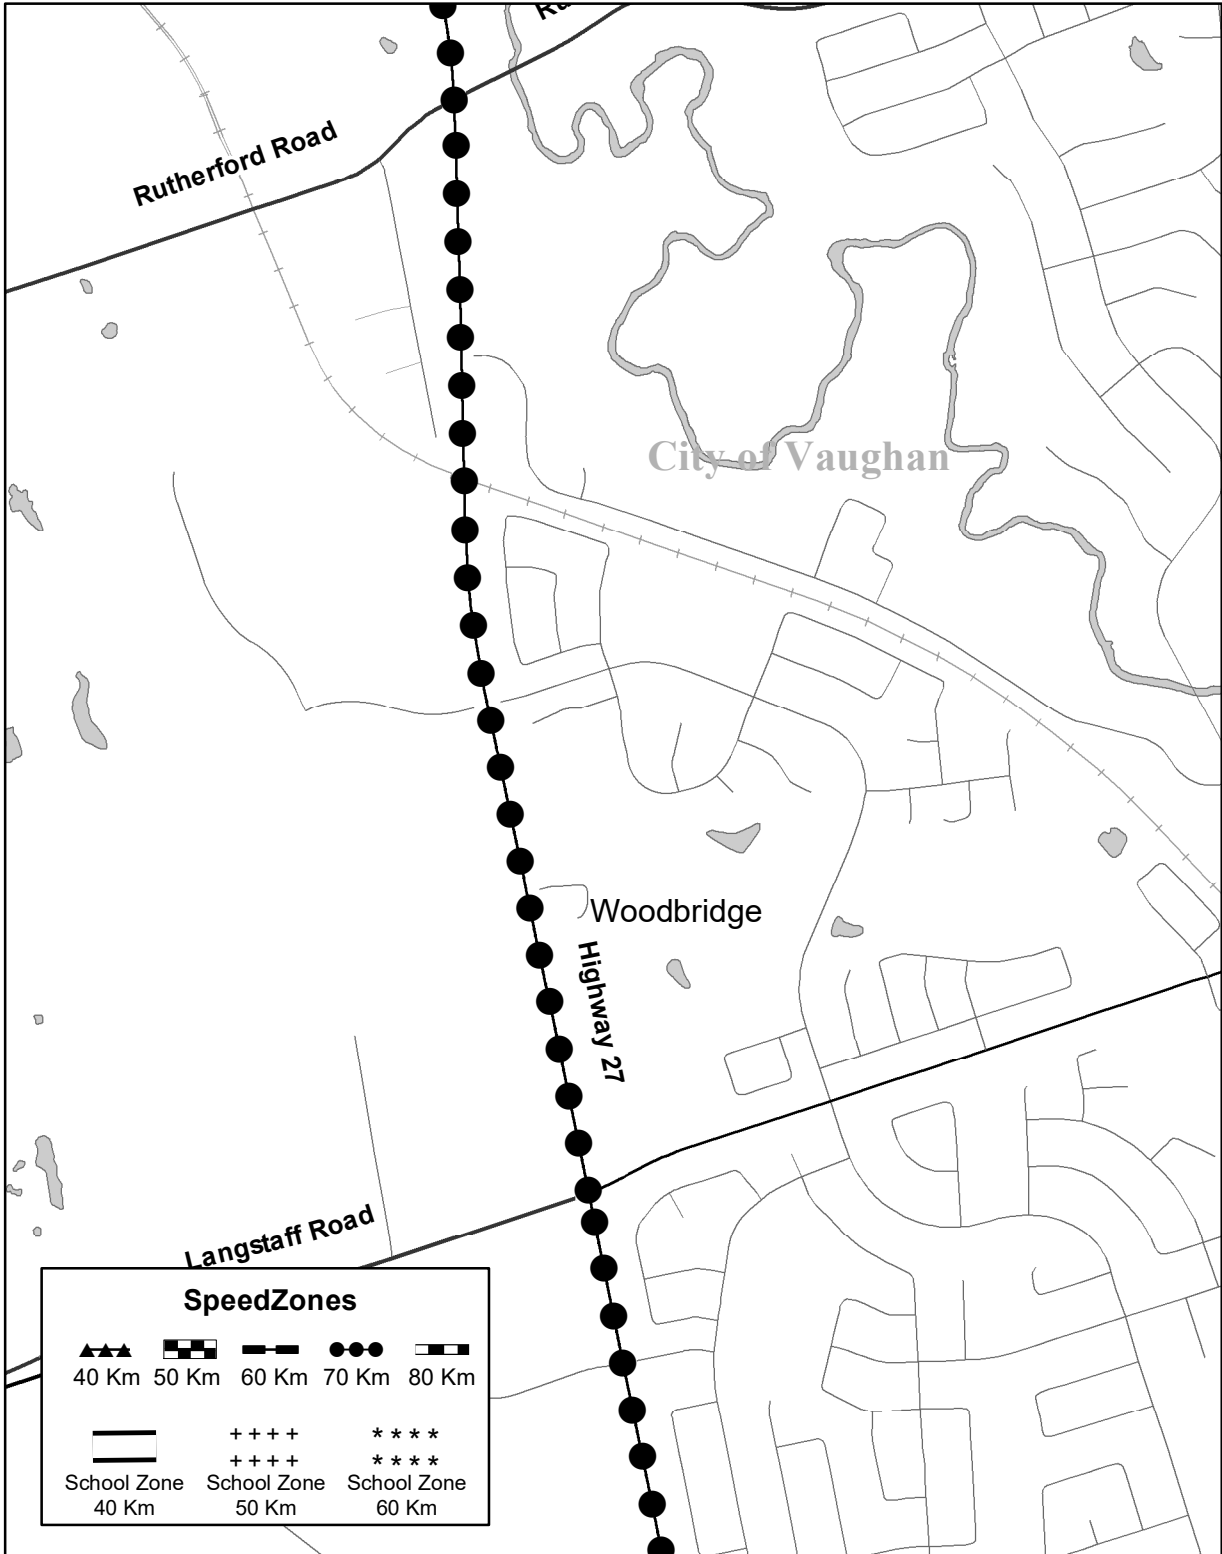 Rutherford Road
City of Vaughan
Woodbridge
Highway 27
Langstaff Road
SpeedZones
40 Km 50 Km 60 Km 70 Km 80 Km
School Zone School Zone School Zone
40 Km 50 Km 60 Km